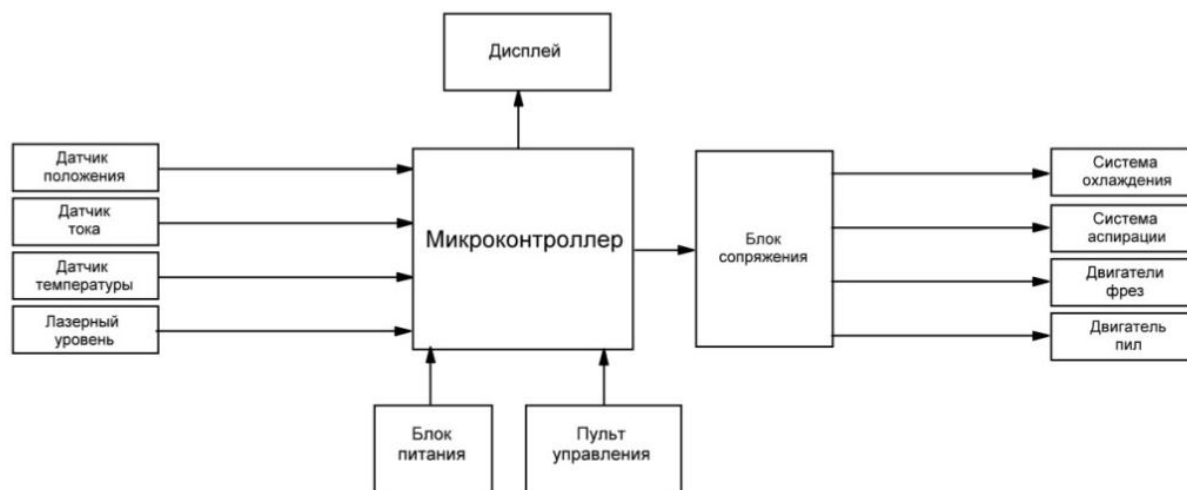 Дисплей
Датчик
положения
Датчик
тока
Датчик
температуры
Лазерный
уровень
Микроконтроллер
Блок
сопряжения
Система
охлаждения
Система
аспирации
Двигатели
фрез
Двигатель
пил
Блок
питания
Пульт
управления